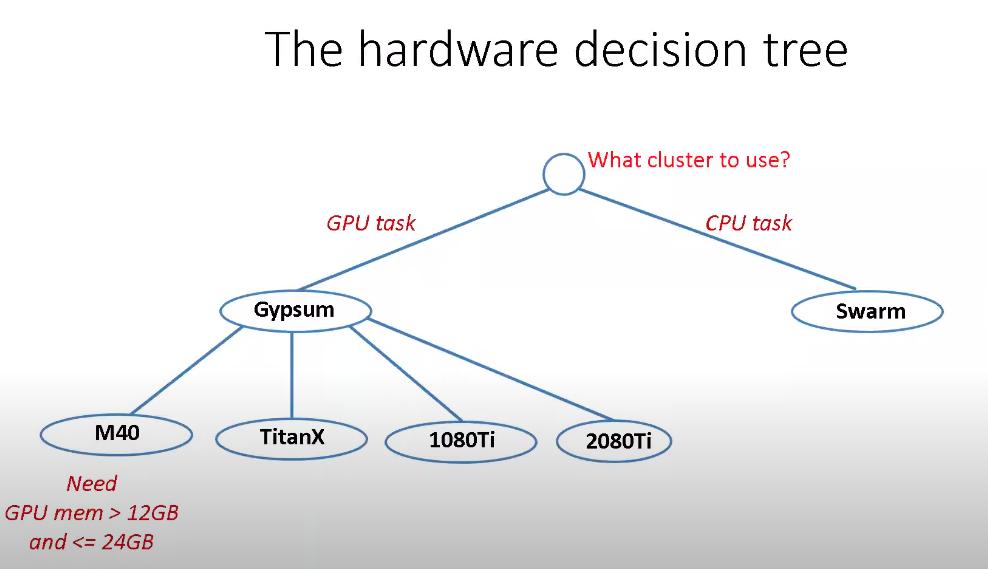 The hardware decision tree
What cluster to use?
GPU task
CPU task
Gypsum
Swarm
M40
TitanX
1080Ti
2080Ti
Need
GPU mem > 12GB
and <= 24GB